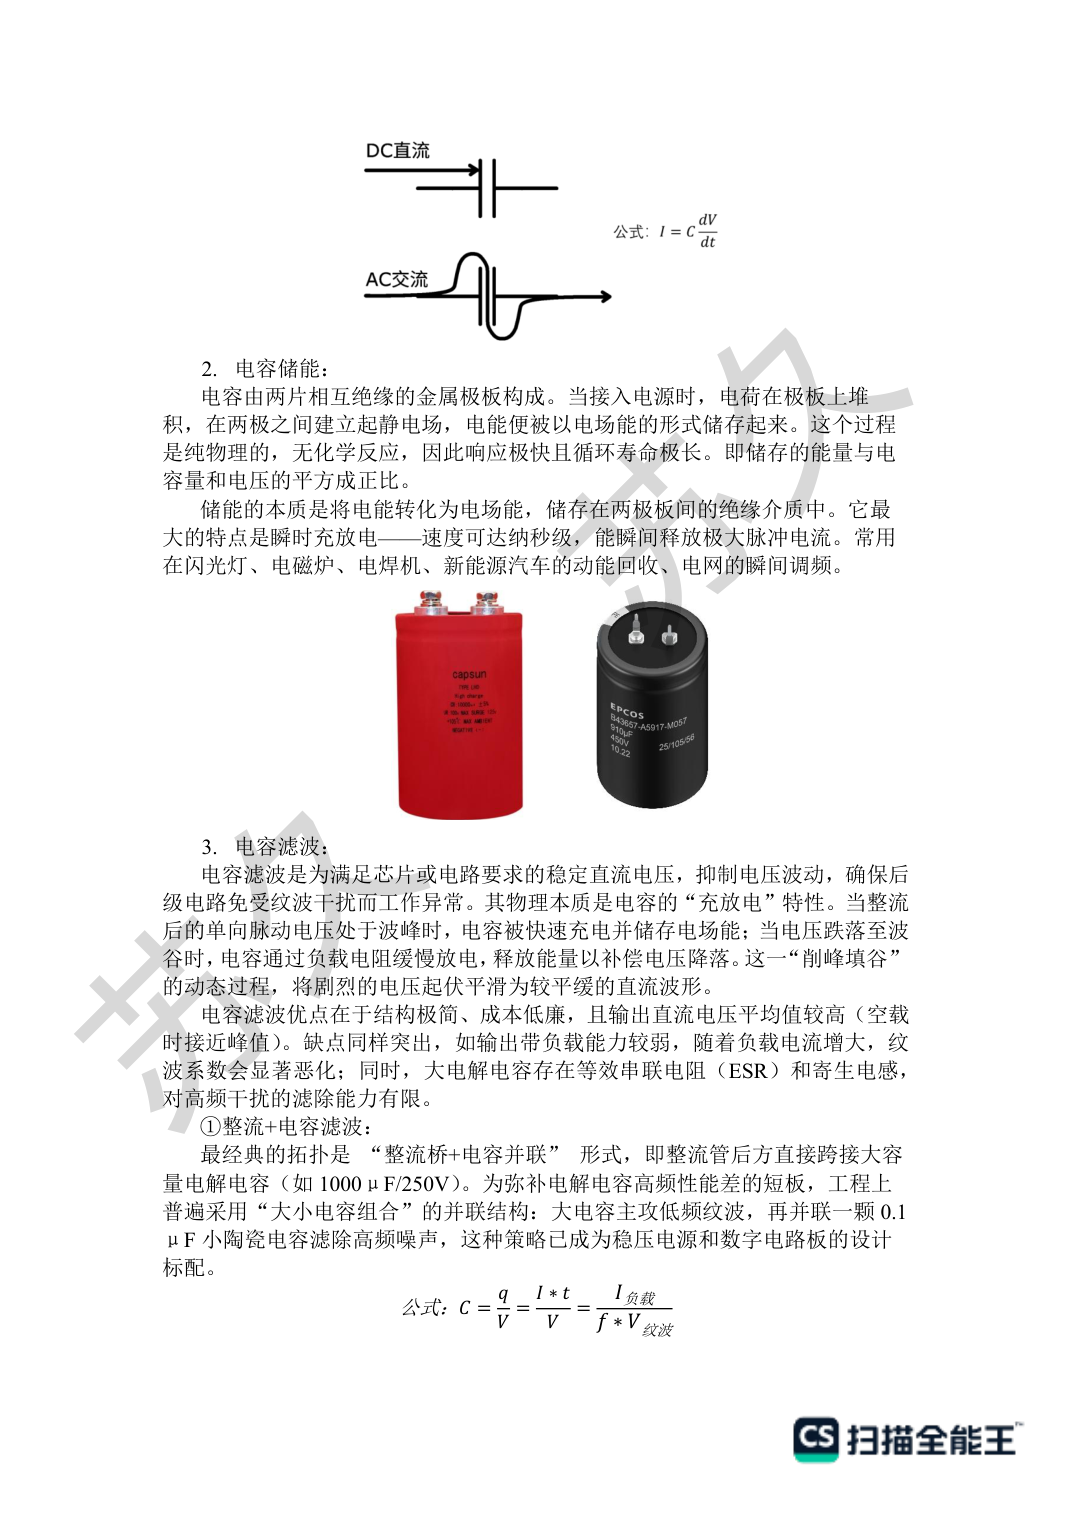 DC直流
公式：I = C dV/dt
AC交流
2. 电容储能：
电容由两片相互绝缘的金属极板构成。当接入电源时，电荷在极板上堆
积，在两极之间建立起静电场，电能便被以电场能的形式储存起来。这个过程
是纯物理的，无化学反应，因此响应极快且循环寿命极长。即储存的能量与电
容量和电压的平方成正比。
储能的本质是将电能转化为电场能，储存在两极板间的绝缘介质中。它最
大的特点是瞬时充放电——速度可达纳秒级，能瞬间释放极大脉冲电流。常用
在闪光灯、电磁炉、电焊机、新能源汽车的动能回收、电网的瞬间调频。
capsun
EPCOS
B43657-A5917-M057
910µF
450V
25/105/56
10.22
3. 电容滤波：
电容滤波是为满足芯片或电路要求的稳定直流电压，抑制电压波动，确保后
级电路免受纹波干扰而工作异常。其物理本质是电容的“充放电”特性。当整流
后的单向脉动电压处于波峰时，电容被快速充电并储存电场能；当电压跌落至波
谷时，电容通过负载电阻缓慢放电，释放能量以补偿电压降落。这一“削峰填谷”
的动态过程，将剧烈的电压起伏平滑为较平缓的直流波形。
电容滤波优点在于结构极简、成本低廉，且输出直流电压平均值较高（空载
时接近峰值）。缺点同样突出，如输出带负载能力较弱，随着负载电流增大，纹
波系数会显著恶化；同时，大电解电容存在等效串联电阻（ESR）和寄生电感，
对高频干扰的滤除能力有限。
①整流+电容滤波：
最经典的拓扑是 “整流桥+电容并联” 形式，即整流管后方直接跨接大容
量电解电容（如 1000μF/250V）。为弥补电解电容高频性能差的短板，工程上
普遍采用“大小电容组合”的并联结构：大电容主攻低频纹波，再并联一颗 0.1
μF 小陶瓷电容滤除高频噪声，这种策略已成为稳压电源和数字电路板的设计
标配。
公式：C = q/V = I∗t/V = I负载/f∗V纹波
苏久
苏久
CS 扫描全能王™